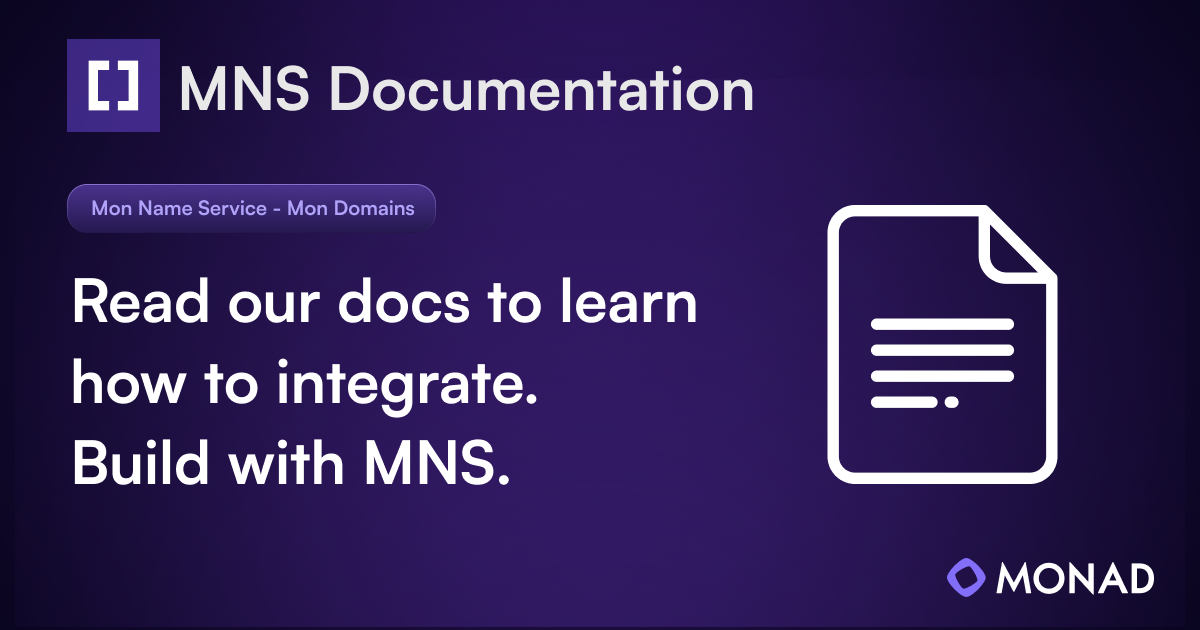 MNS Documentation
Mon Name Service - Mon Domains
Read our docs to learn
how to integrate.
Build with MNS.
MONAD